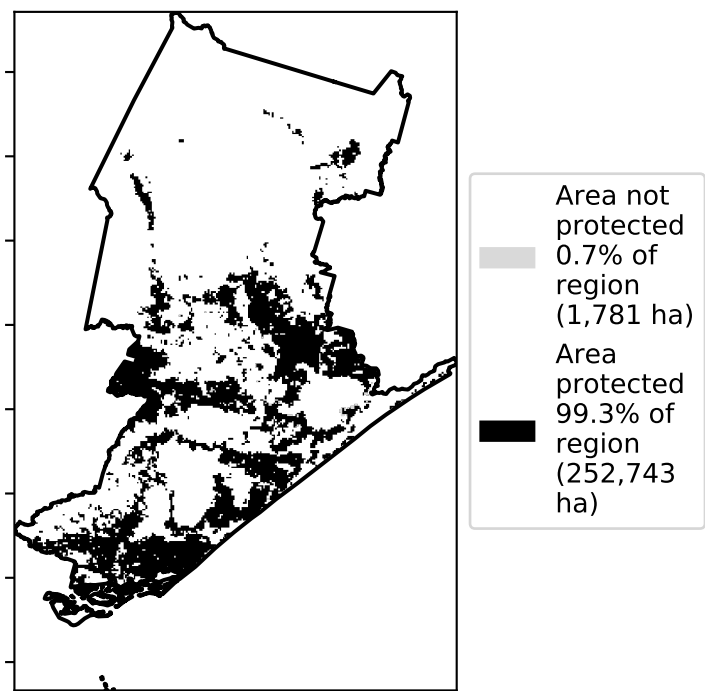 Area not
protected
0.7% of
region
(1,781 ha)
Area
protected
99.3% of
region
(252,743
ha)